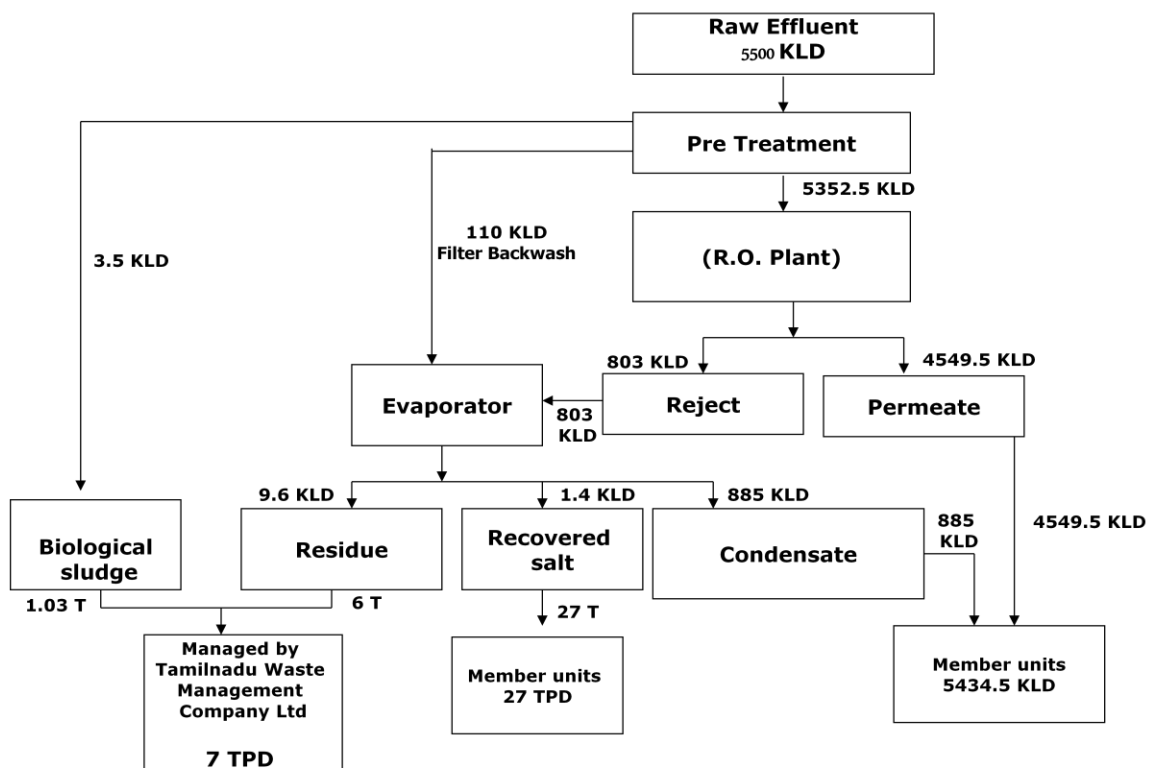 Raw Effluent
5500 KLD
Pre Treatment
5352.5 KLD
110 KLD
Filter Backwash
3.5 KLD
(R.O. Plant)
803 KLD
4549.5 KLD
Evaporator
803
KLD
Reject
Permeate
9.6 KLD
1.4 KLD
885 KLD
Biological
sludge
Residue
Recovered
salt
Condensate
885
KLD
4549.5 KLD
1.03 T
6 T
27 T
Managed by
Tamilnadu Waste
Management
Company Ltd
7 TPD
Member units
27 TPD
Member units
5434.5 KLD